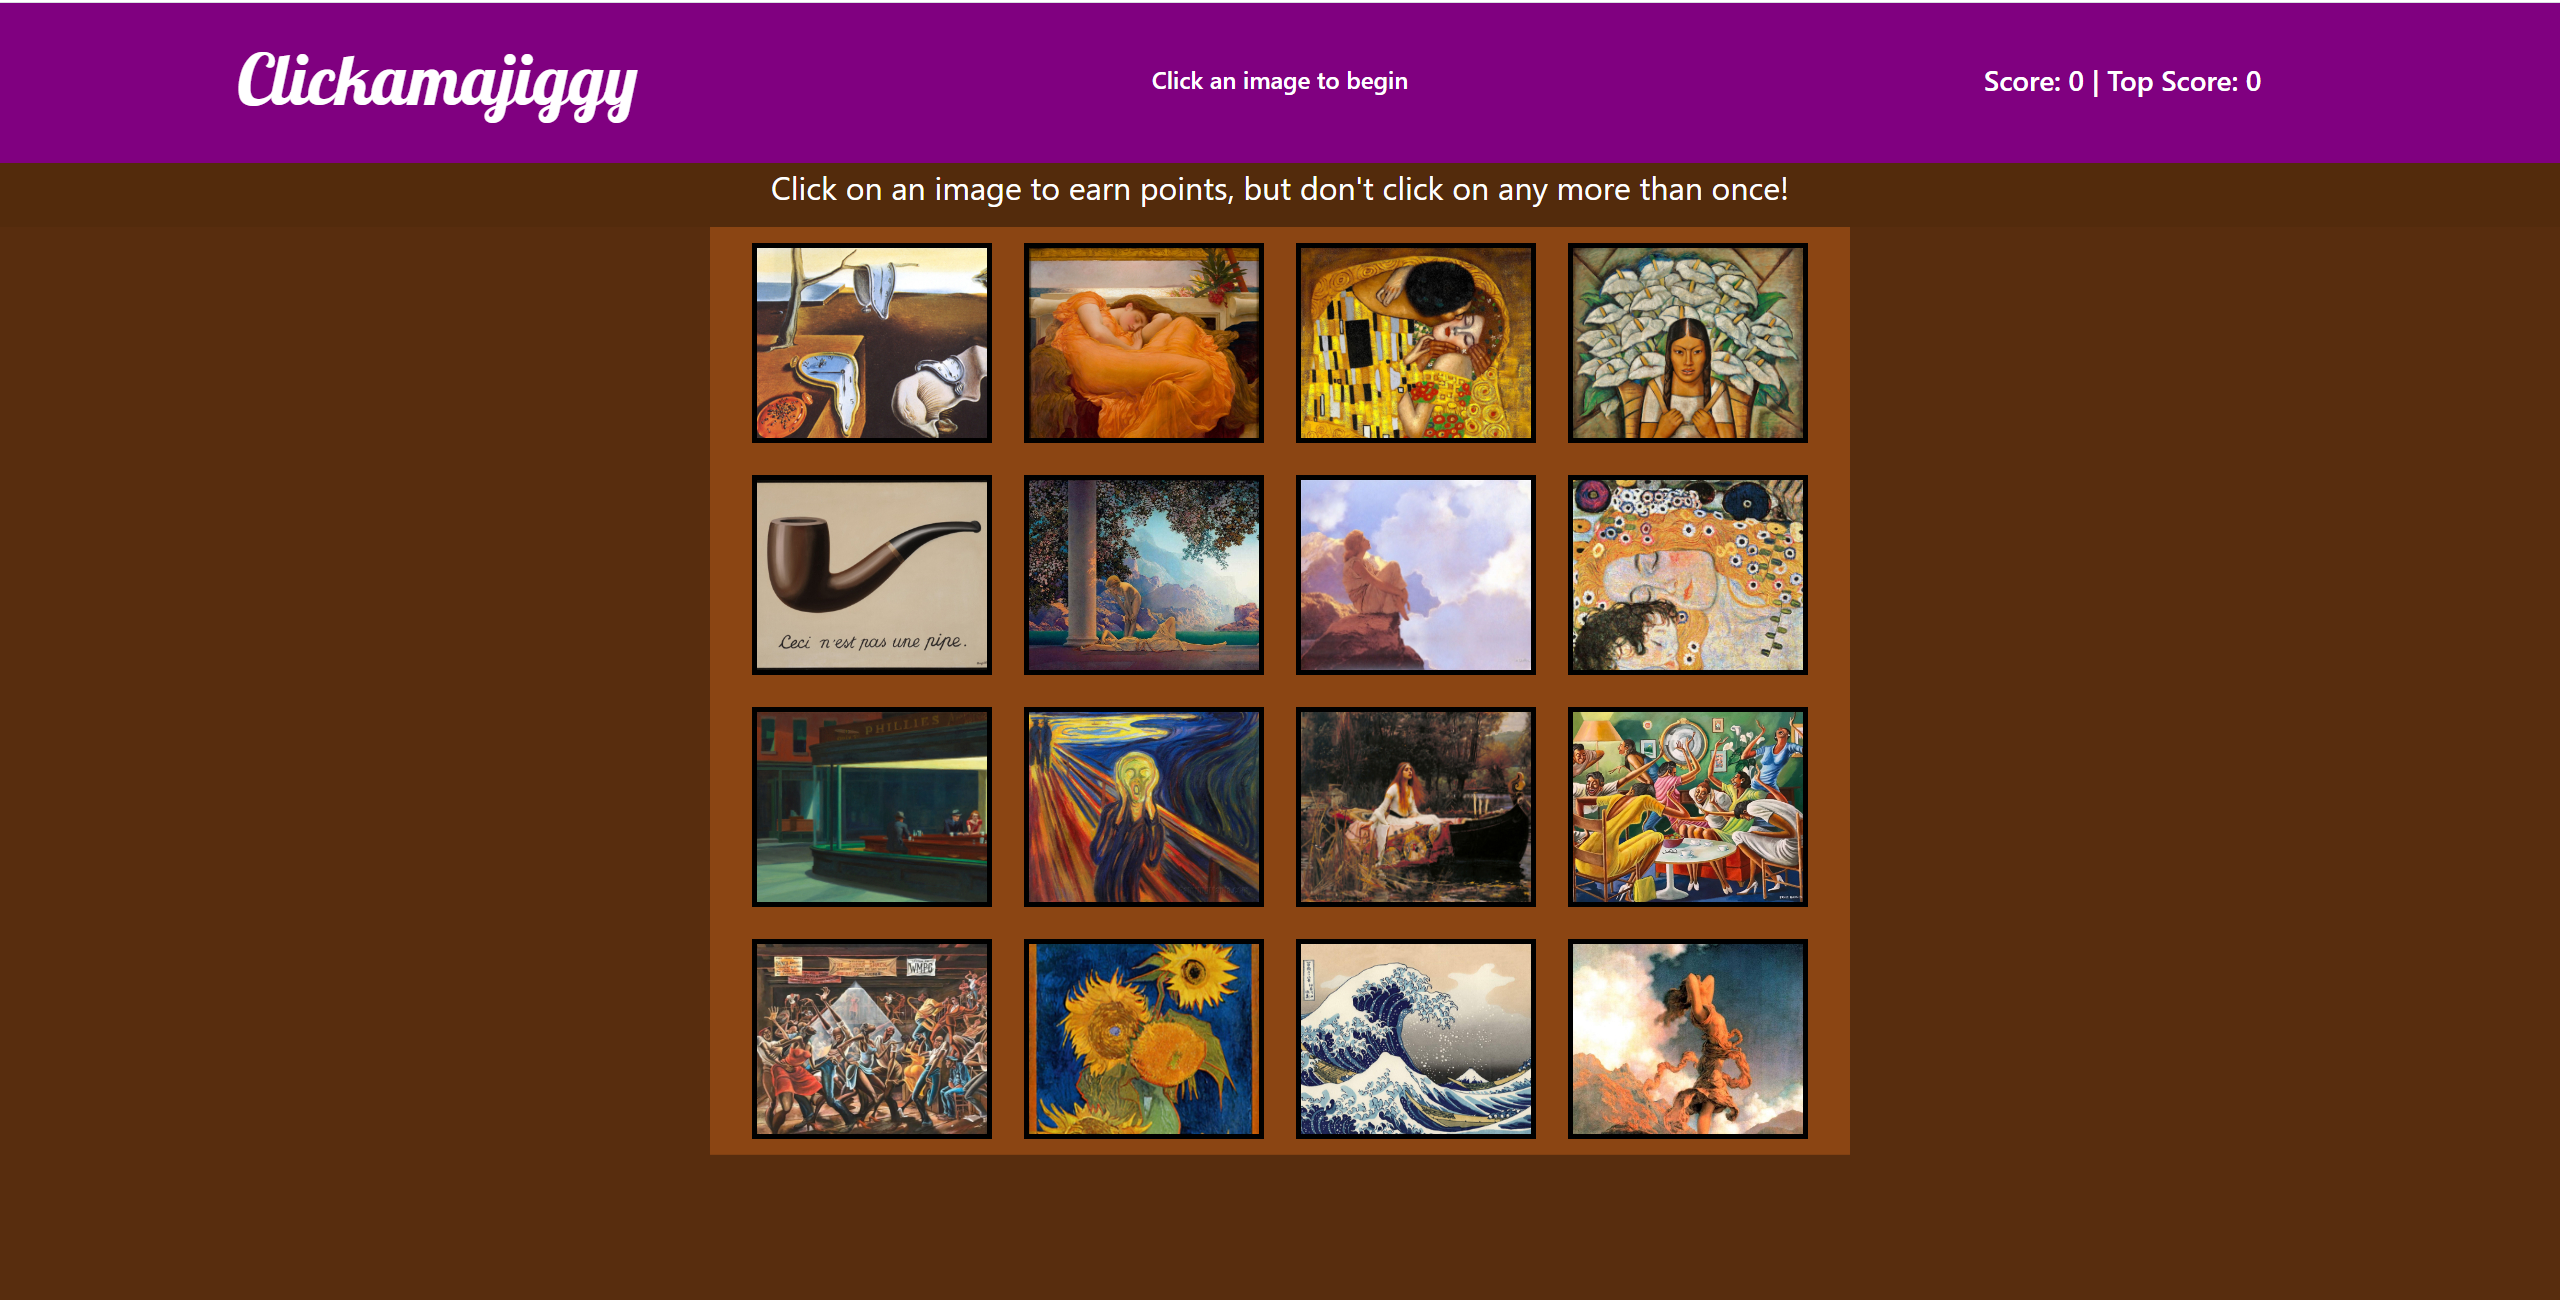 Clickamajiggy
Click an image to begin
Score: 0 | Top Score: 0
Click on an image to earn points, but don't click on any more than once!
Ceci n'est pas une pipe.
PHILLIES
WMPG